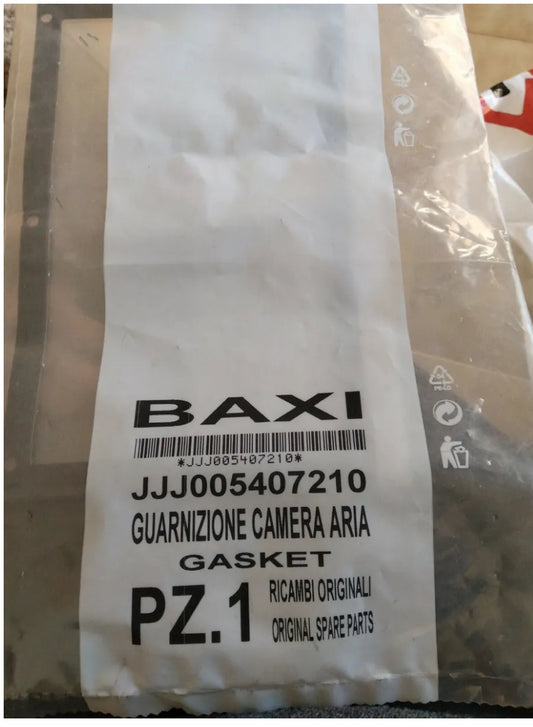 BAXI
*JJJ005407210*
JJJ005407210
GUARNIZIONE CAMERA ARIA
GASKET
PZ.1
RICAMBI ORIGINALI
ORIGINAL SPARE PARTS